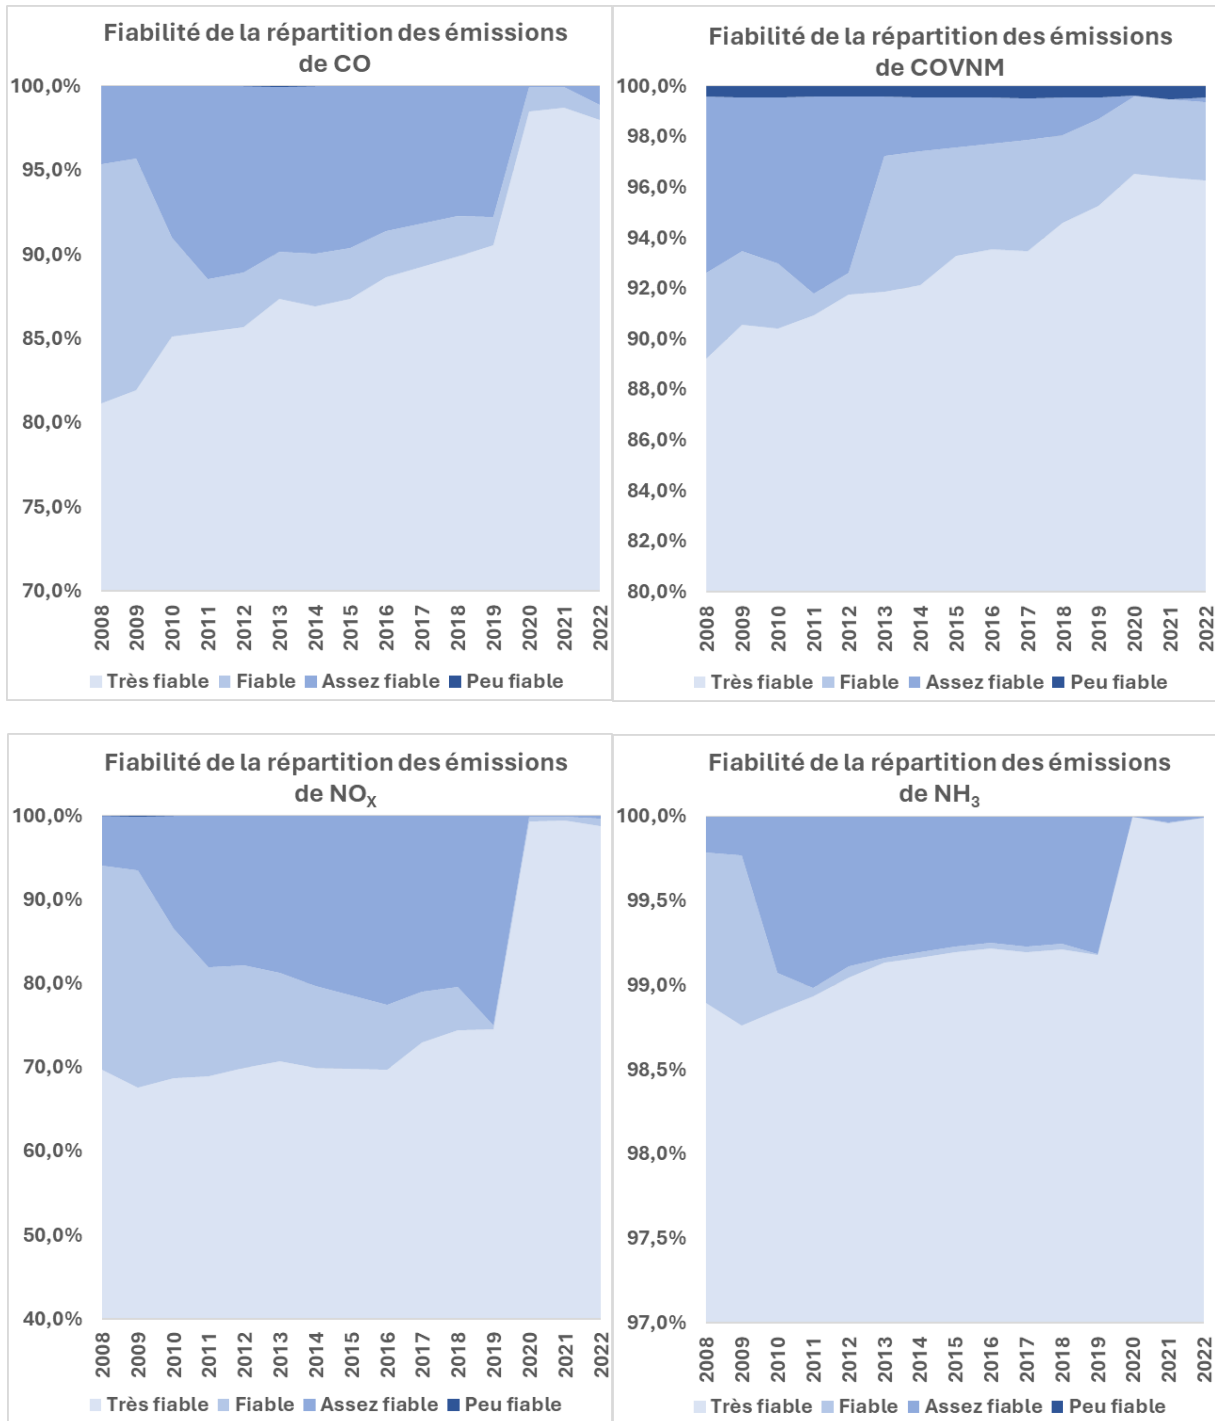 Fiabilité de la répartition des émissions
de CO
100,0%
95,0%
90,0%
85,0%
80,0%
75,0%
70,0%
2008 2009 2010 2011 2012 2013 2014 2015 2016 2017 2018 2019 2020 2021 2022
Très fiable Fiable Assez fiable Peu fiable
Fiabilité de la répartition des émissions
de COVNM
100,0%
98,0%
96,0%
94,0%
92,0%
90,0%
88,0%
86,0%
84,0%
82,0%
80,0%
2008 2009 2010 2011 2012 2013 2014 2015 2016 2017 2018 2019 2020 2021 2022
Très fiable Fiable Assez fiable Peu fiable
Fiabilité de la répartition des émissions
de NOX
100,0%
90,0%
80,0%
70,0%
60,0%
50,0%
40,0%
2008 2009 2010 2011 2012 2013 2014 2015 2016 2017 2018 2019 2020 2021 2022
Très fiable Fiable Assez fiable Peu fiable
Fiabilité de la répartition des émissions
de NH₃
100,0%
99,5%
99,0%
98,5%
98,0%
97,5%
97,0%
2008 2009 2010 2011 2012 2013 2014 2015 2016 2017 2018 2019 2020 2021 2022
Très fiable Fiable Assez fiable Peu fiable